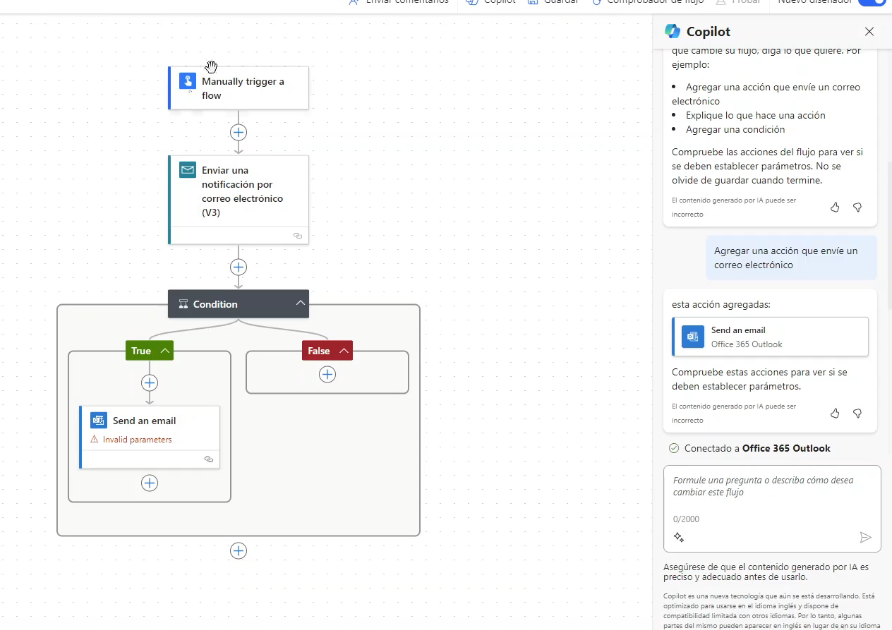 Enviar comentarios
Copilot
Guardar
Comprobador de flujo
Probar
Nuevo diseñador
Manually trigger a
flow
Enviar una
notificación por
correo electrónico
(V3)
Condition
True
False
Send an email
Invalid parameters
Copilot
que cambie su flujo, diga lo que quiere. Por
ejemplo:
• Agregar una acción que envíe un correo
electrónico
• Explique lo que hace una acción
• Agregar una condición
Compruebe las acciones del flujo para ver si
se deben establecer parámetros. No se
olvide de guardar cuando termine.
El contenido generado por IA puede ser
incorrecto
Agregar una acción que envíe un
correo electrónico
esta acción agregadas:
Send an email
Office 365 Outlook
Compruebe estas acciones para ver si se
deben establecer parámetros.
El contenido generado por IA puede ser
incorrecto
Conectado a Office 365 Outlook
Formule una pregunta o describa cómo desea
cambiar este flujo
0/2000
Asegúrese de que el contenido generado por IA es
preciso y adecuado antes de usarlo.
Copilot es una nueva tecnología que aún se está desarrollando. Está
optimizado para usarse en el idioma inglés y dispone de
compatibilidad limitada con otros idiomas. Por lo tanto, algunas
partes del mismo pueden aparecer en inglés en lugar de en su idioma